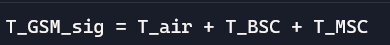 T_GSM_sig = T_air + T_BSC + T_MSC